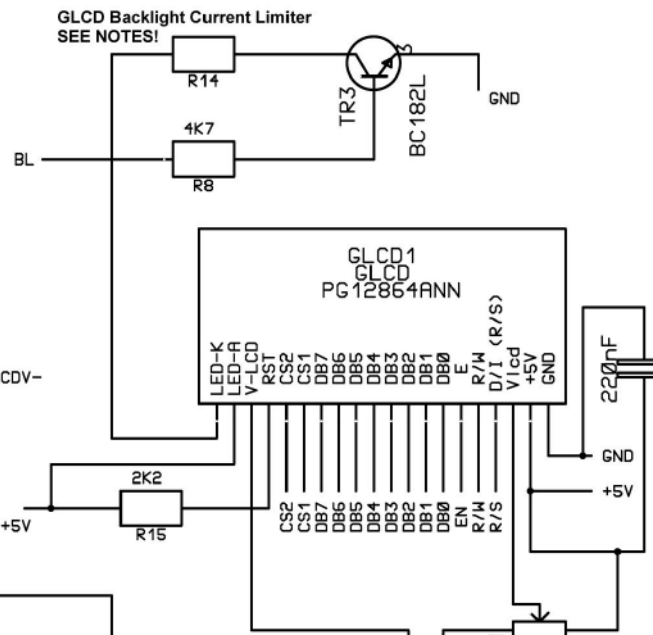 GLCD Backlight Current Limiter
SEE NOTES!
R14
TR3
3
BC182L
GND
4K7
BL
R8
GLCD1
GLCD
PG12864ANN
LED-K
LED-A
V-LCD
RST
CS2
CS1
DB7
DB6
DB5
DB4
DB3
DB2
DB1
DB0
E
R/W
D/I (R/S)
Vlcd
+5V
GND
220nF
CDV-
GND
+5V
2K2
+5V
R15
CS2
CS1
DB7
DB6
DB5
DB4
DB3
DB2
DB1
DB0
EN
R/W
R/S